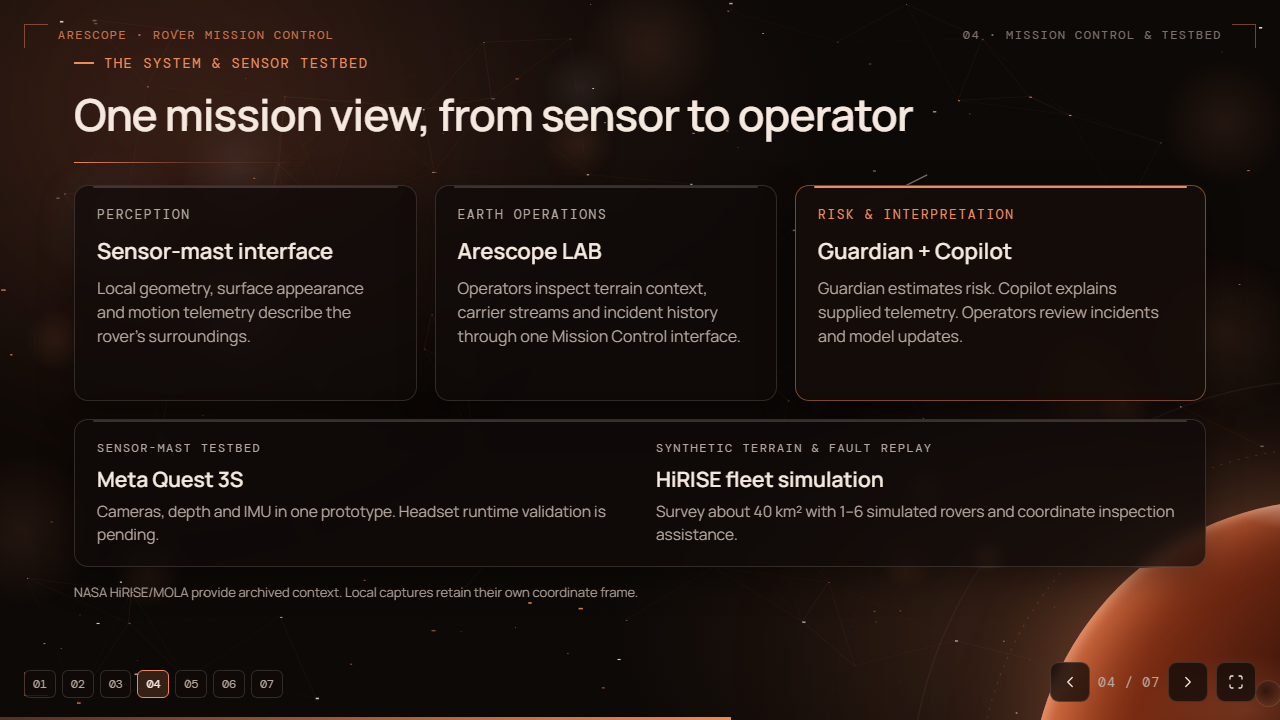 ARESCOPE · ROVER MISSION CONTROL
04 · MISSION CONTROL & TESTBED
THE SYSTEM & SENSOR TESTBED
One mission view, from sensor to operator
PERCEPTION
Sensor-mast interface
Local geometry, surface appearance
and motion telemetry describe the
rover's surroundings.
EARTH OPERATIONS
Arescope LAB
Operators inspect terrain context,
carrier streams and incident history
through one Mission Control interface.
RISK & INTERPRETATION
Guardian + Copilot
Guardian estimates risk. Copilot explains
supplied telemetry. Operators review incidents
and model updates.
SENSOR-MAST TESTBED
Meta Quest 3S
Cameras, depth and IMU in one prototype. Headset runtime validation is
pending.
SYNTHETIC TERRAIN & FAULT REPLAY
HiRISE fleet simulation
Survey about 40 km² with 1–6 simulated rovers and coordinate inspection
assistance.
NASA HiRISE/MOLA provide archived context. Local captures retain their own coordinate frame.
01 02 03 04 05 06 07
04 / 07